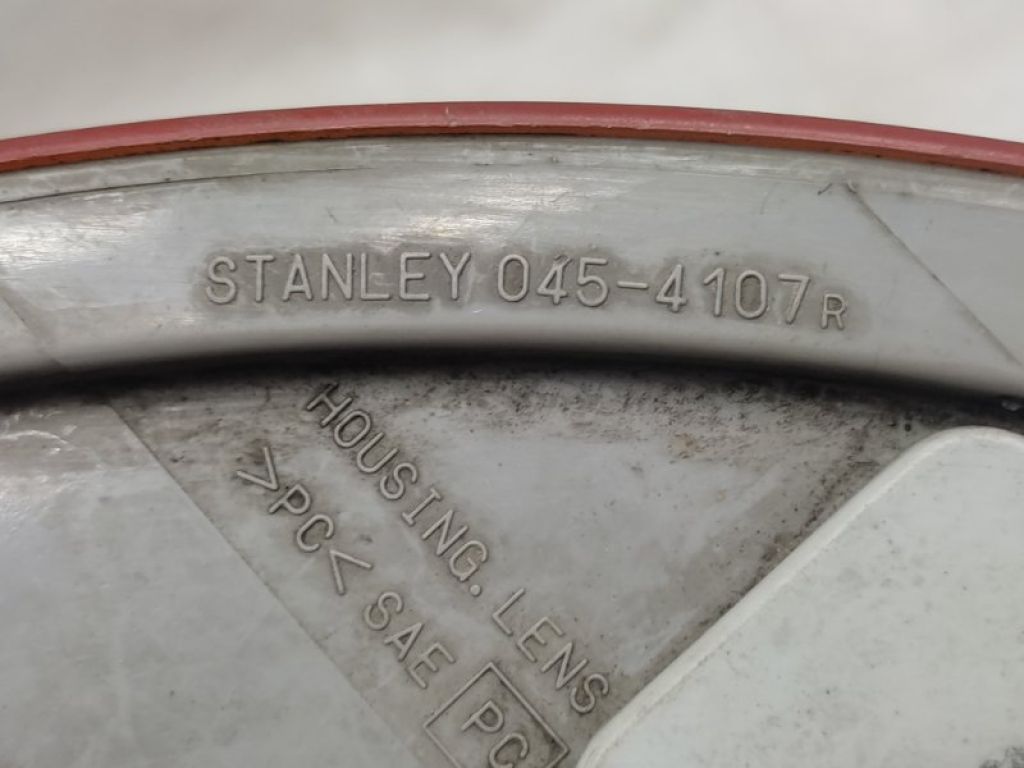 STANLEY 045-4107R
HOUSING. LENS
>PC< SAE PC